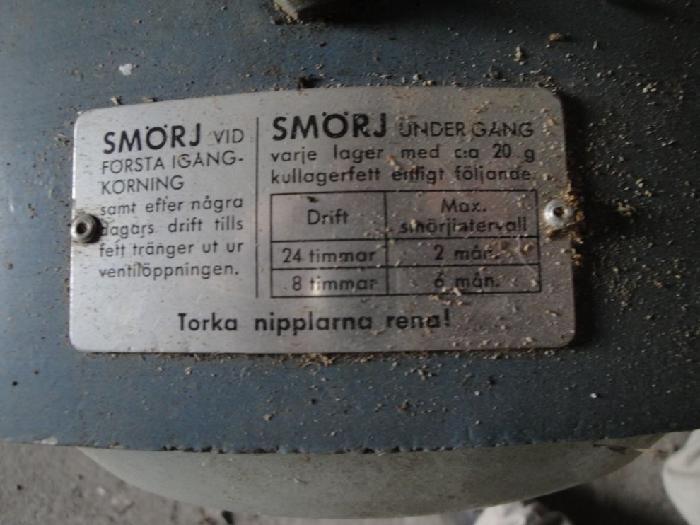 SMÖRJ VID
FÖRSTA IGÅNG-
KÖRNING
samt efter några
dagars drift tills
fett tränger ut ur
ventilöppningen.
SMÖRJ UNDER GÅNG
varje lager med c:a 20 g
kullagerfett enligt följande.
Drift Max. smörjintervall
24 timmar 2 mån.
8 timmar 6 mån.
Torka nipplarna rena!